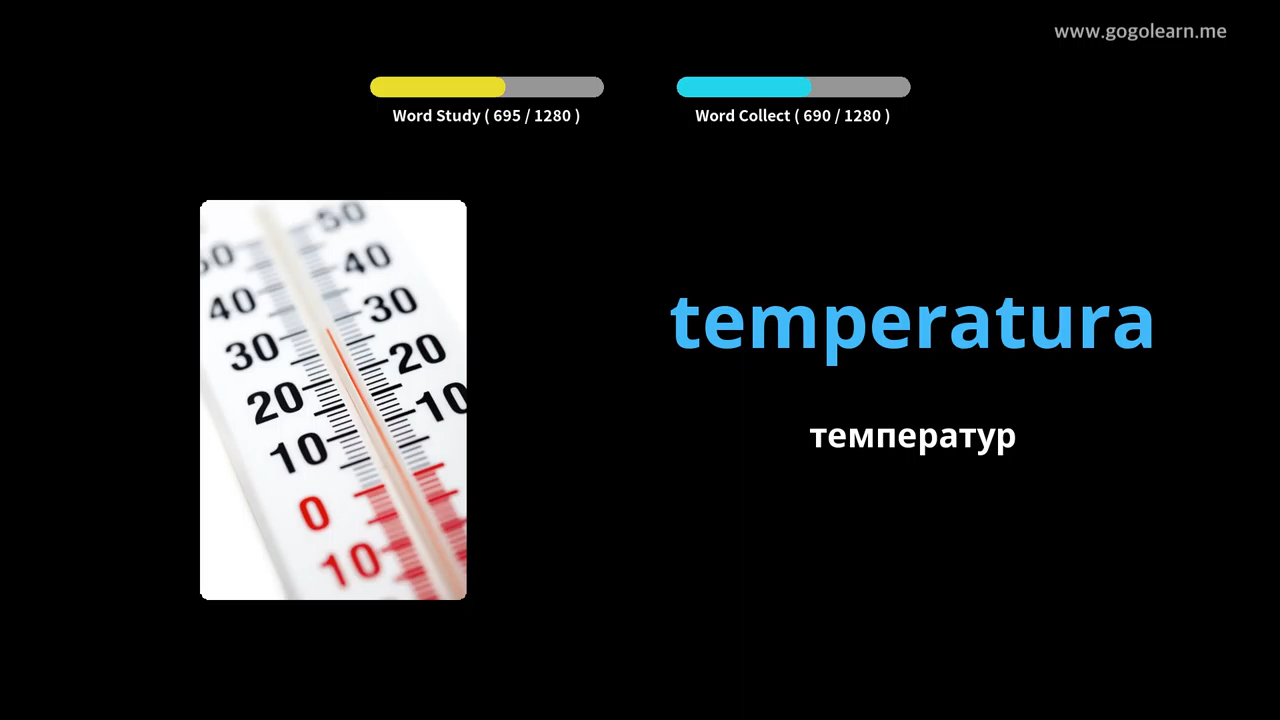 www.gogolearn.me
Word Study ( 695 / 1280 )
Word Collect ( 690 / 1280 )
50
50
40
40
30
30
20
20
10
10
0
10
temperatura
температур